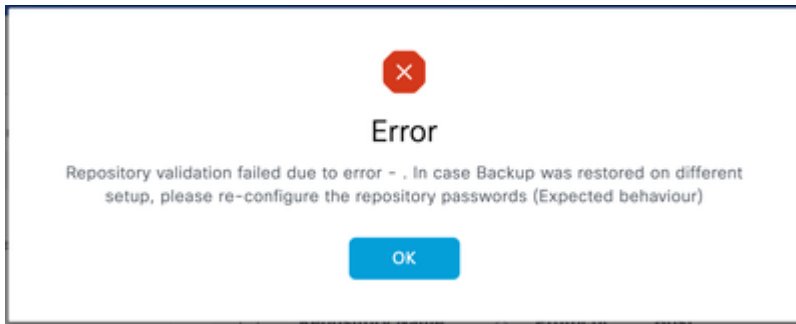 Error
Repository validation failed due to error - . In case Backup was restored on different
setup, please re-configure the repository passwords (Expected behaviour)
OK